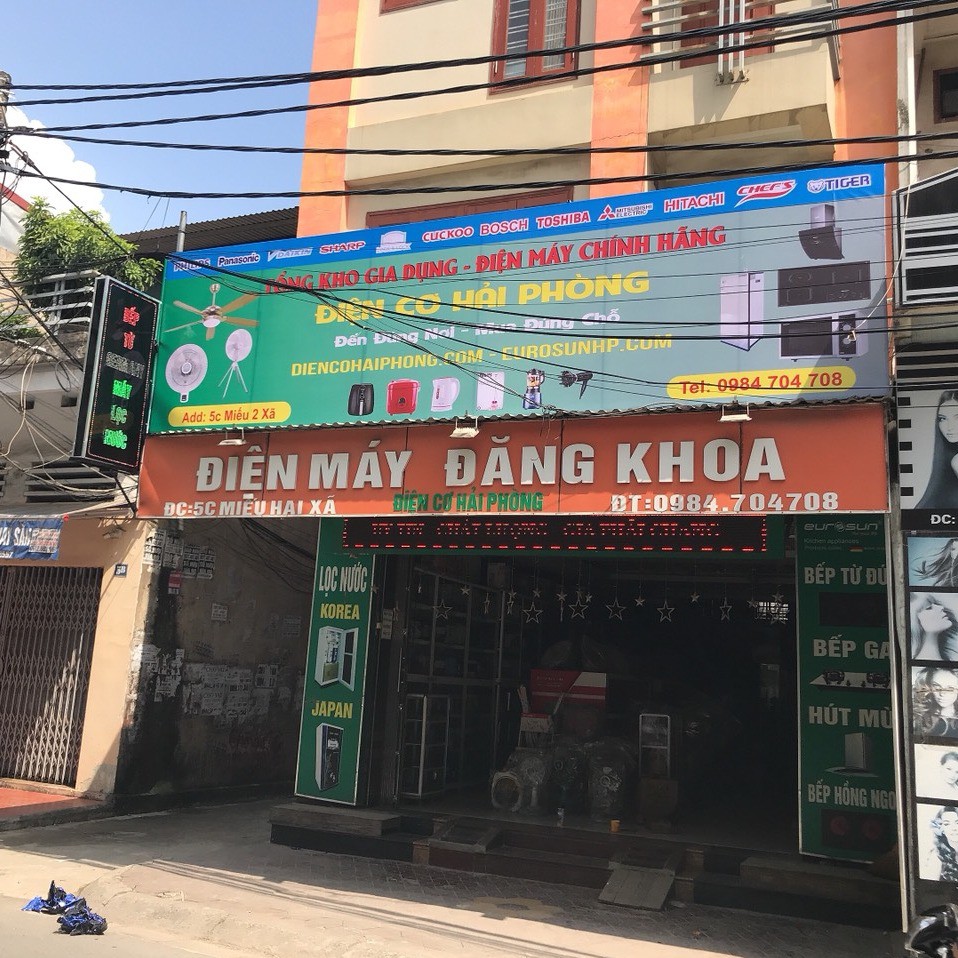 PHILIPS Panasonic DAIKIN SHARP CUCKOO BOSCH TOSHIBA MITSUBISHI ELECTRIC HITACHI CHEFS TIGER
TỔNG KHO GIA DỤNG - ĐIỆN MÁY CHÍNH HÃNG
ĐIỆN CƠ HẢI PHÒNG
Đến Đúng Nơi - Mua Đúng Chỗ
DIENCOHAIPHONG.COM - EUROSUNHP.COM
Add: 5c Miếu 2 Xã
Tel: 0984 704 708
BẾP
TỪ
MÁY
LỌC
NƯỚC
ĐIỆN MÁY ĐĂNG KHOA
ĐIỆN CƠ HẢI PHÒNG
ĐC:5C MIẾU HAI XÃ
ĐT:0984.704708
LỌC NƯỚC
KOREA
JAPAN
eurosun
BẾP TỪ ĐỨ
BẾP GA
HÚT MÙ
BẾP HỒNG NGO
ĐC: